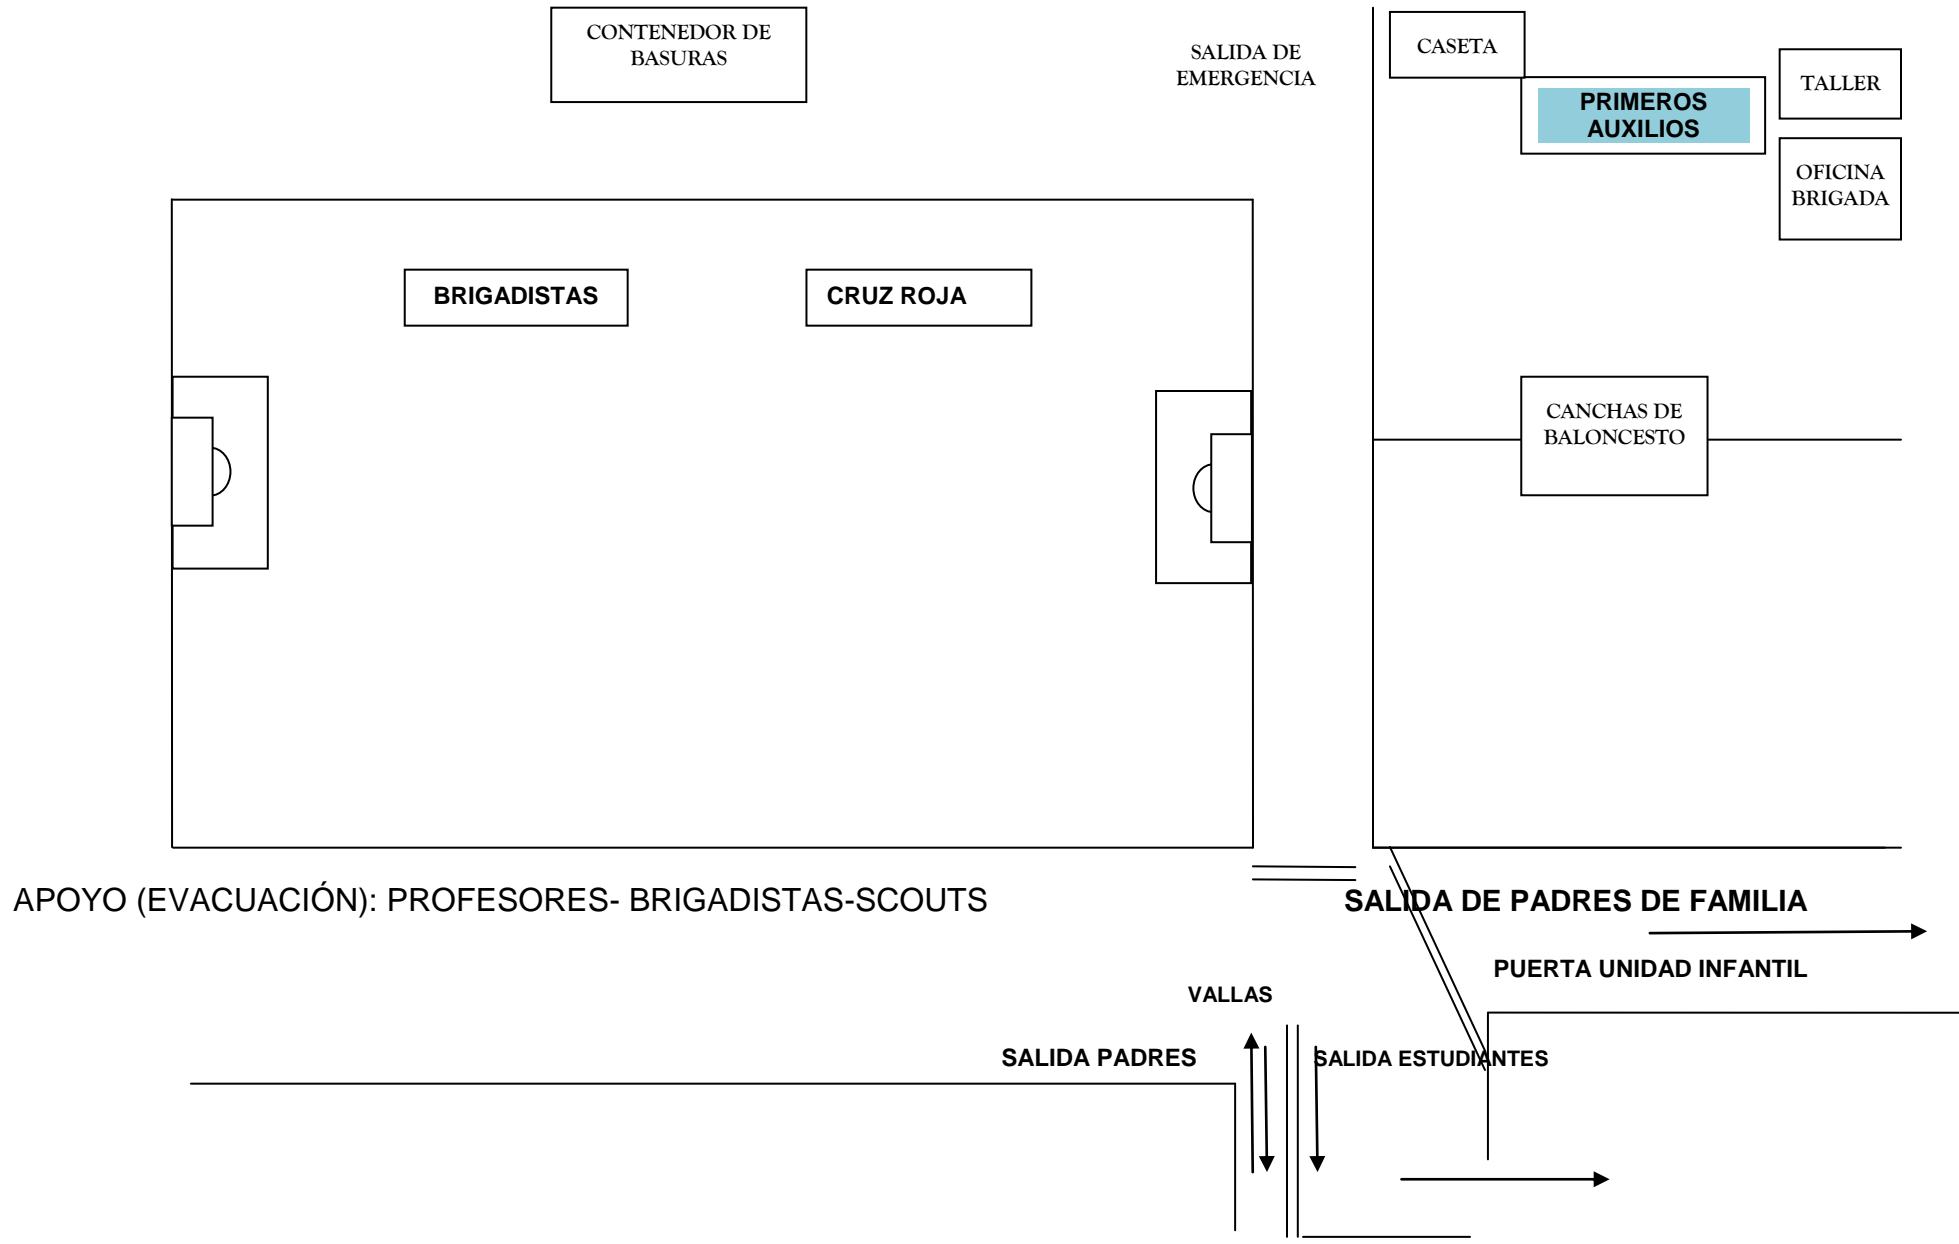 CONTENEDOR DE
BASURAS
SALIDA DE
EMERGENCIA
CASETA
PRIMEROS
AUXILIOS
TALLER
OFICINA
BRIGADA
BRIGADISTAS
CRUZ ROJA
CANCHAS DE
BALONCESTO
APOYO (EVACUACIÓN): PROFESORES- BRIGADISTAS-SCOUTS
SALIDA DE PADRES DE FAMILIA
PUERTA UNIDAD INFANTIL
VALLAS
SALIDA PADRES
SALIDA ESTUDIANTES